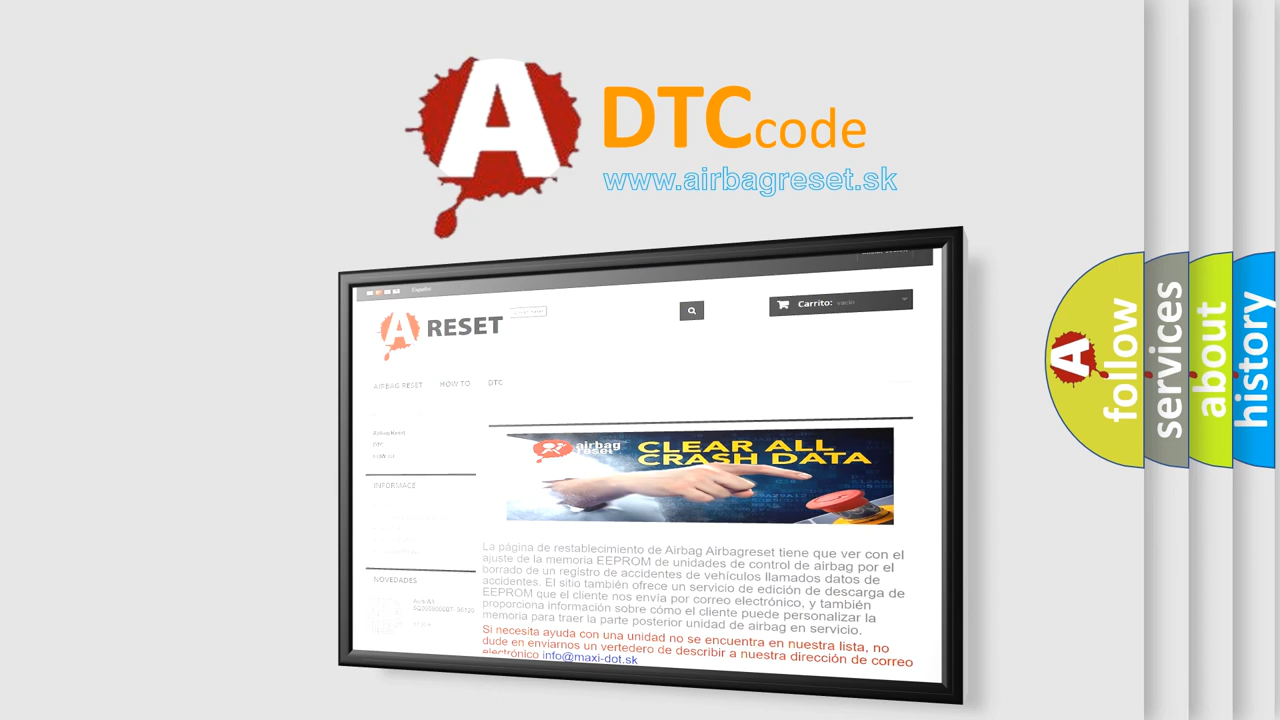 A
DTCcode
www.airbagreset.sk
Español
A RESET
Carrito: vacío
AIRBAG RESET HOW TO DTC
Airbag Reset
DTC
INFORMACE
NOVEDADES
airbag
reset
CLEAR ALL
CRASH DATA
La página de restablecimiento de Airbag Airbagreset tiene que ver con el
ajuste de la memoria EEPROM de unidades de control de airbag por el
borrado de un registro de accidentes de vehículos llamados datos de
accidentes. El sitio también ofrece un servicio de edición de descarga de
EEPROM que el cliente nos envía por correo electrónico, y también
proporciona información sobre cómo el cliente puede personalizar la
memoria para traer la parte posterior unidad de airbag en servicio.
Si necesita ayuda con una unidad no se encuentra en nuestra lista, no
dude en enviarnos un vertedero de describir a nuestra dirección de correo
electrónico info@maxi-dot.sk
A
follow
services
about
history